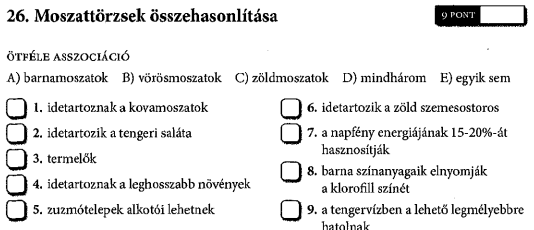 26. Moszattörzsek összehasonlítása
9 PONT
ÖTFÉLE ASSZOCIÁCIÓ
A) barnamoszatok B) vörösmoszatok C) zöldmoszatok D) mindhárom E) egyik sem
1. idetartoznak a kovamoszatok
2. idetartozik a tengeri saláta
3. termelők
4. idetartoznak a leghosszabb növények
5. zuzmótelepek alkotói lehetnek
6. idetartozik a zöld szemesostoros
7. a napfény energiájának 15-20%-át
hasznosítják
8. barna színanyagaik elnyomják
a klorofill színét
9. a tengervízben a lehető legmélyebbre
hatolnak